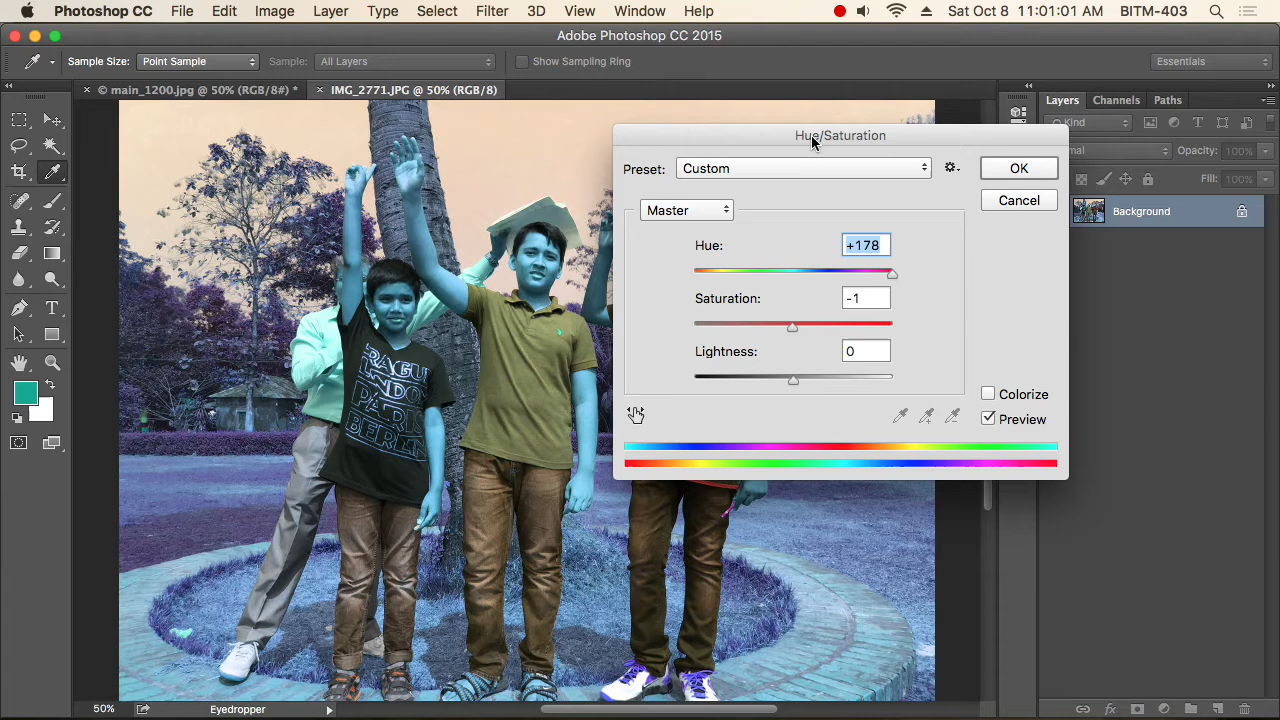 Photoshop CC File Edit Image Layer Type Select Filter 3D View Window Help Sat Oct 8 11:01:01 AM BITM-403
Adobe Photoshop CC 2015
Sample Size: Point Sample Sample: All Layers Show Sampling Ring Essentials
© main_1200.jpg @ 50% (RGB/8#) * IMG_2771.JPG @ 50% (RGB/8)
Layers Channels Paths
Kind
Hue/Saturation
mal Opacity: 100%
Preset: Custom OK
Fill: 100%
Cancel
Master
Background
Hue: +178
Saturation: -1
Lightness: 0
RAGU
INDO
PARIS
BERLIN
Colorize
Preview
50% Eyedropper
fx